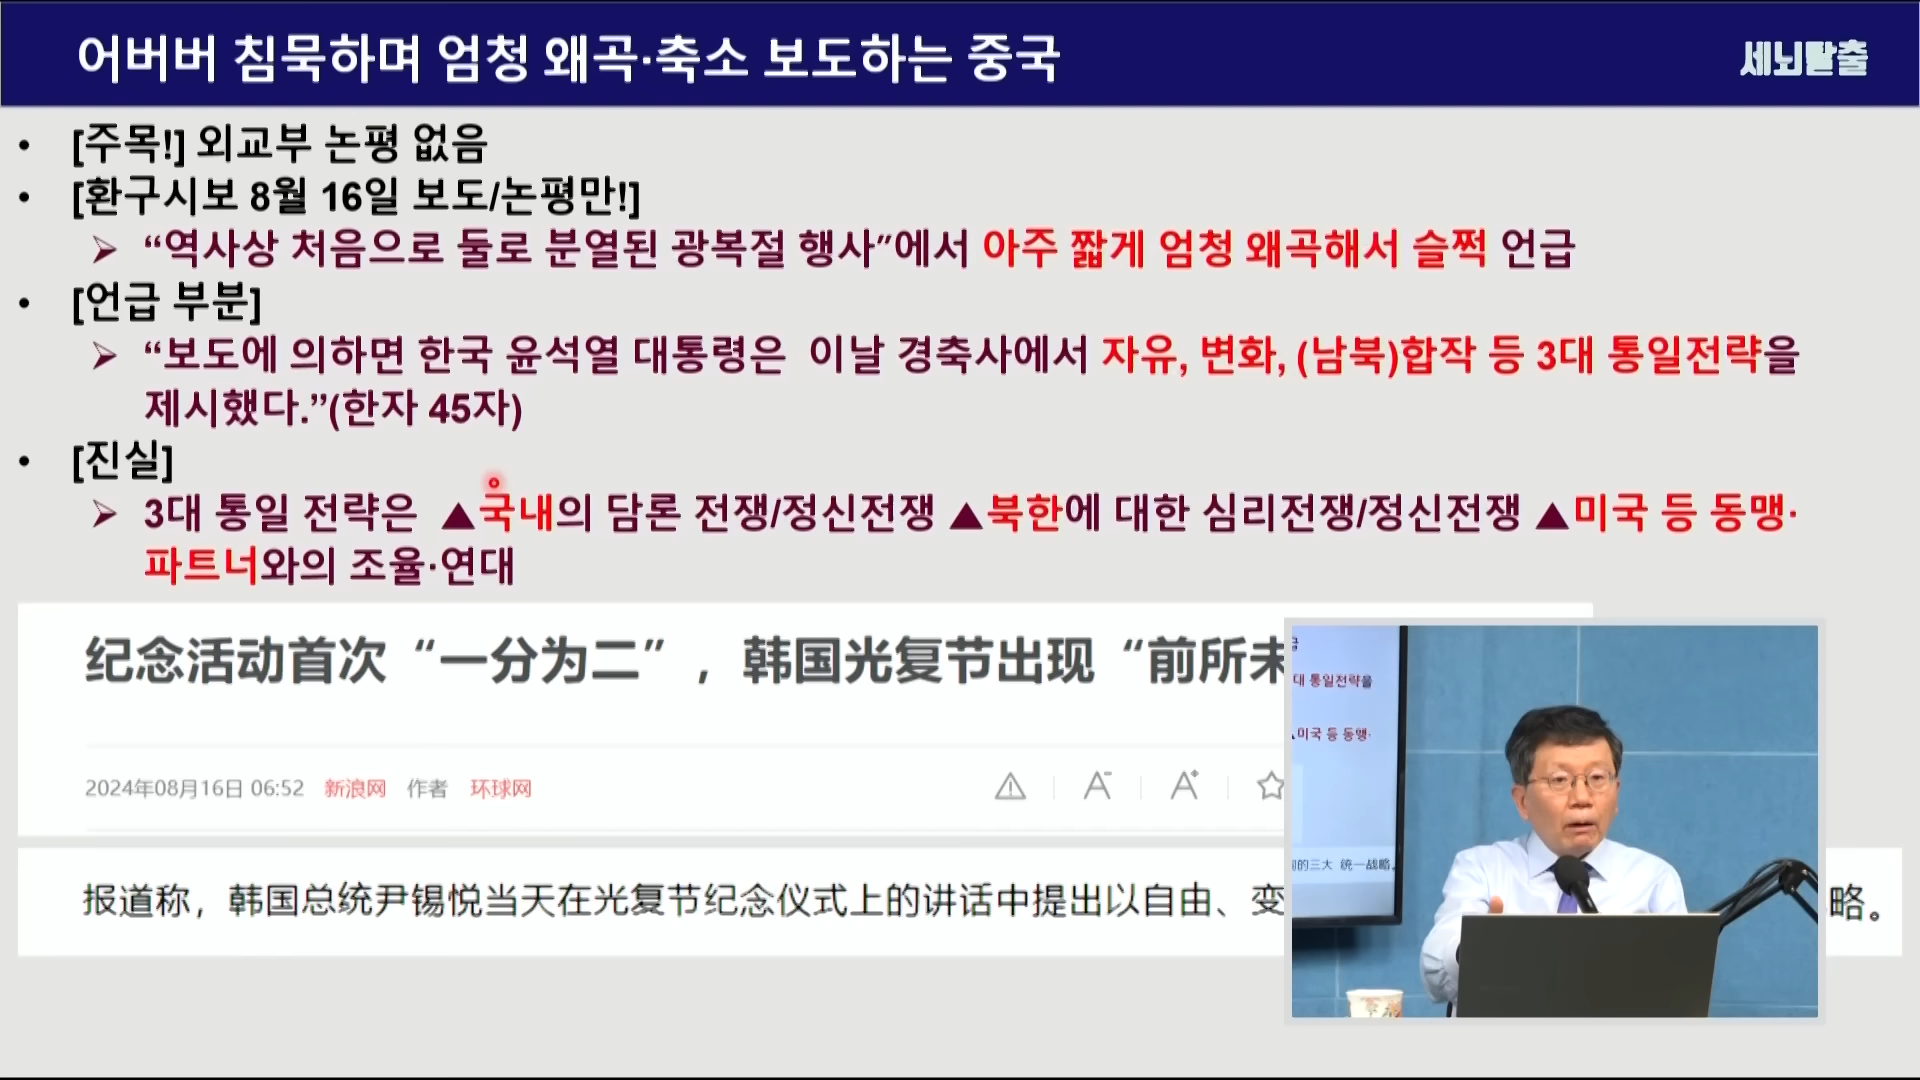 어버버 침묵하며 엄청 왜곡·축소 보도하는 중국
세뇌탈출
• [주목!] 외교부 논평 없음
• [환구시보 8월 16일 보도/논평만!]
➢ “역사상 처음으로 둘로 분열된 광복절 행사”에서 아주 짧게 엄청 왜곡해서 슬쩍 언급
• [언급 부분]
➢ “보도에 의하면 한국 윤석열 대통령은 이날 경축사에서 자유, 변화, (남북)합작 등 3대 통일전략을
제시했다.”(한자 45자)
• [진실]
➢ 3대 통일 전략은 ▲국내의 담론 전쟁/정신전쟁 ▲북한에 대한 심리전쟁/정신전쟁 ▲미국 등 동맹·
파트너와의 조율·연대
纪念活动首次“一分为二”，韩国光复节出现“前所未
2024年08月16日 06:52 新浪网 作者 环球网
A- A+
报道称，韩国总统尹锡悦当天在光复节纪念仪式上的讲话中提出以自由、变
略。
대 통일전략을
▲미국 등 동맹·
的三大 统一战略。